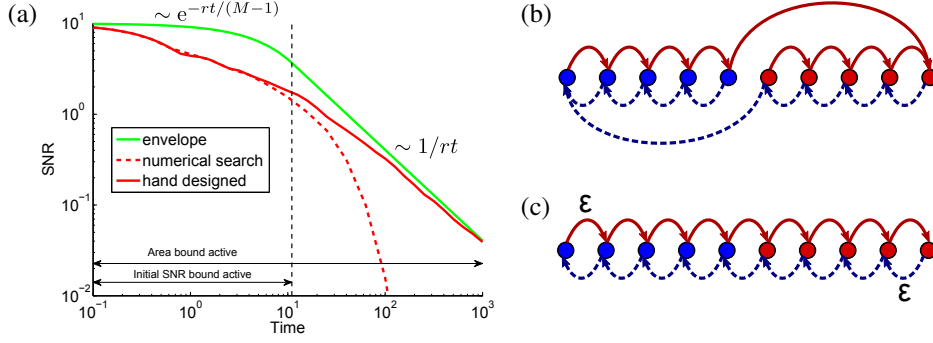 (a)
∼ e^{−rt/(M−1)}
10^1
10^0
10^{−1}
10^{−2}
SNR
envelope
numerical search
hand designed
∼ 1/rt
Area bound active
Initial SNR bound active
10^{−1}
10^0
10^1
10^2
10^3
Time
(b)
(c)
ε
ε